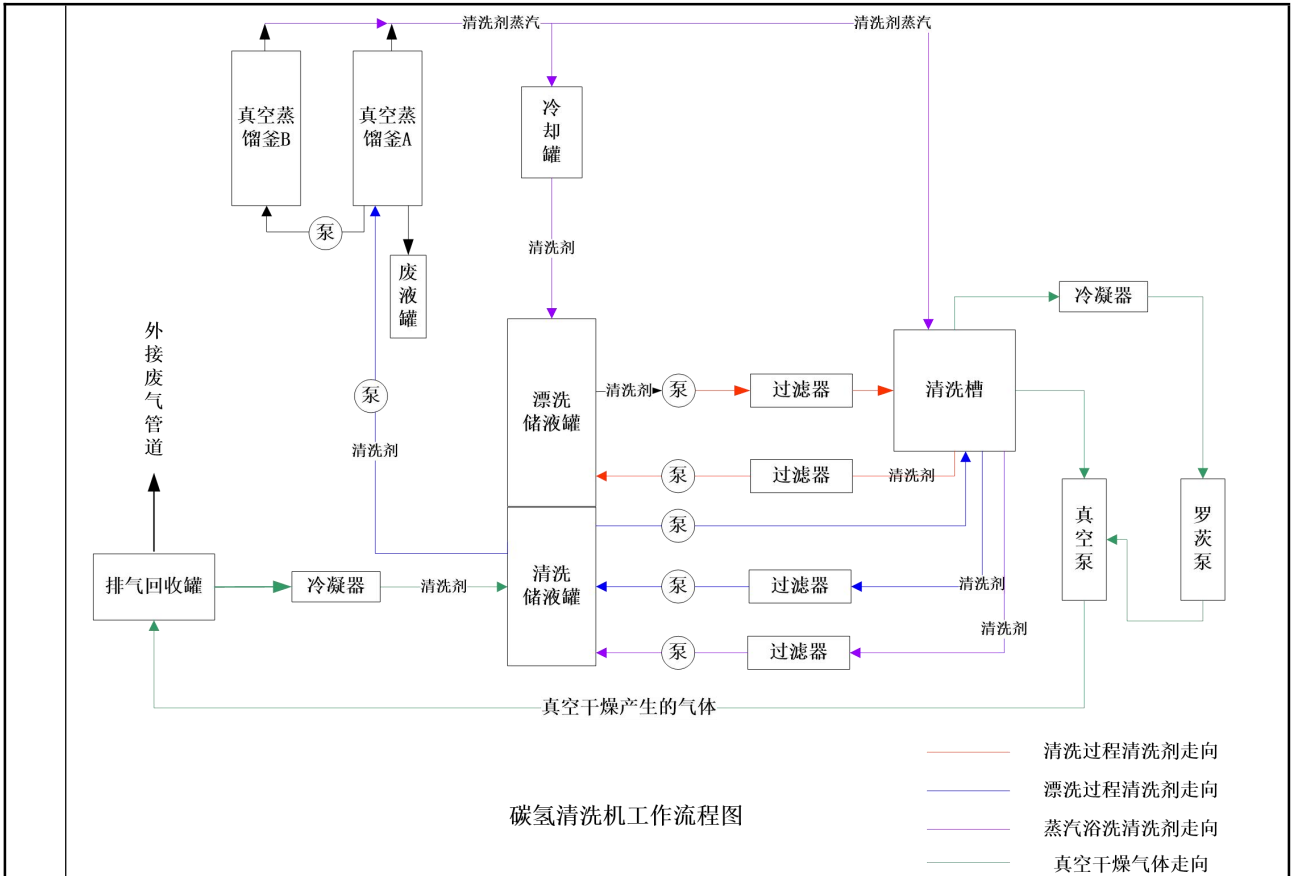 清洗剂蒸汽
清洗剂蒸汽
真空蒸
馏釜B
真空蒸
馏釜A
冷
却
罐
泵
清洗剂
废
液
罐
冷凝器
外
接
废
气
管
道
泵
清洗剂
漂洗
储液罐
清洗剂
泵
过滤器
清洗槽
泵
过滤器
清洗剂
真
空
泵
罗
茨
泵
泵
排气回收罐
冷凝器
清洗剂
清洗
储液罐
泵
过滤器
清洗剂
清洗剂
泵
过滤器
真空干燥产生的气体
清洗过程清洗剂走向
漂洗过程清洗剂走向
蒸汽浴洗清洗剂走向
真空干燥气体走向
碳氢清洗机工作流程图